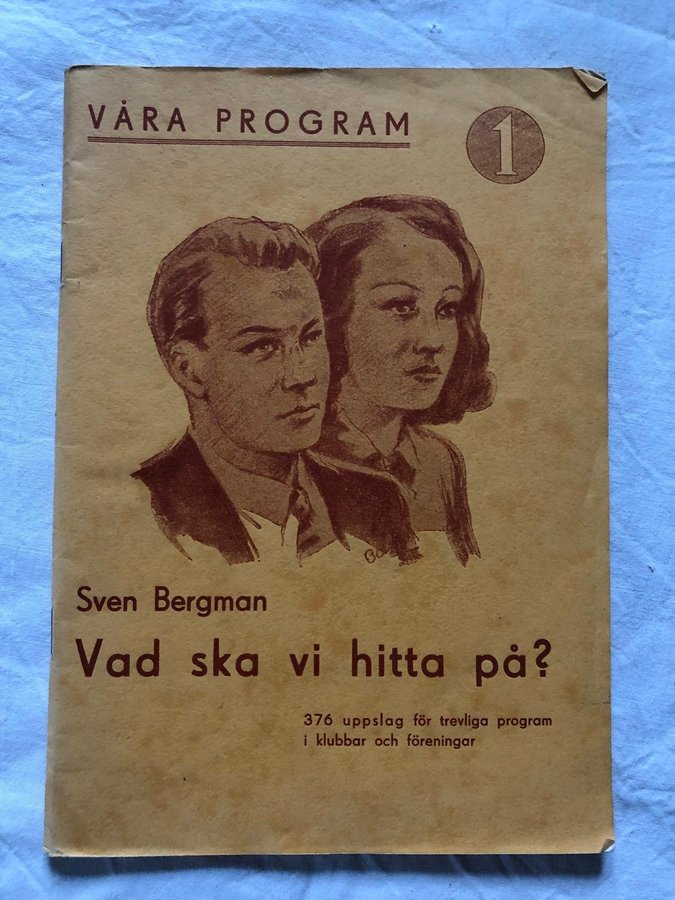 VÅRA PROGRAM
1
Sven Bergman
Vad ska vi hitta på?
376 uppslag för trevliga program
i klubbar och föreningar